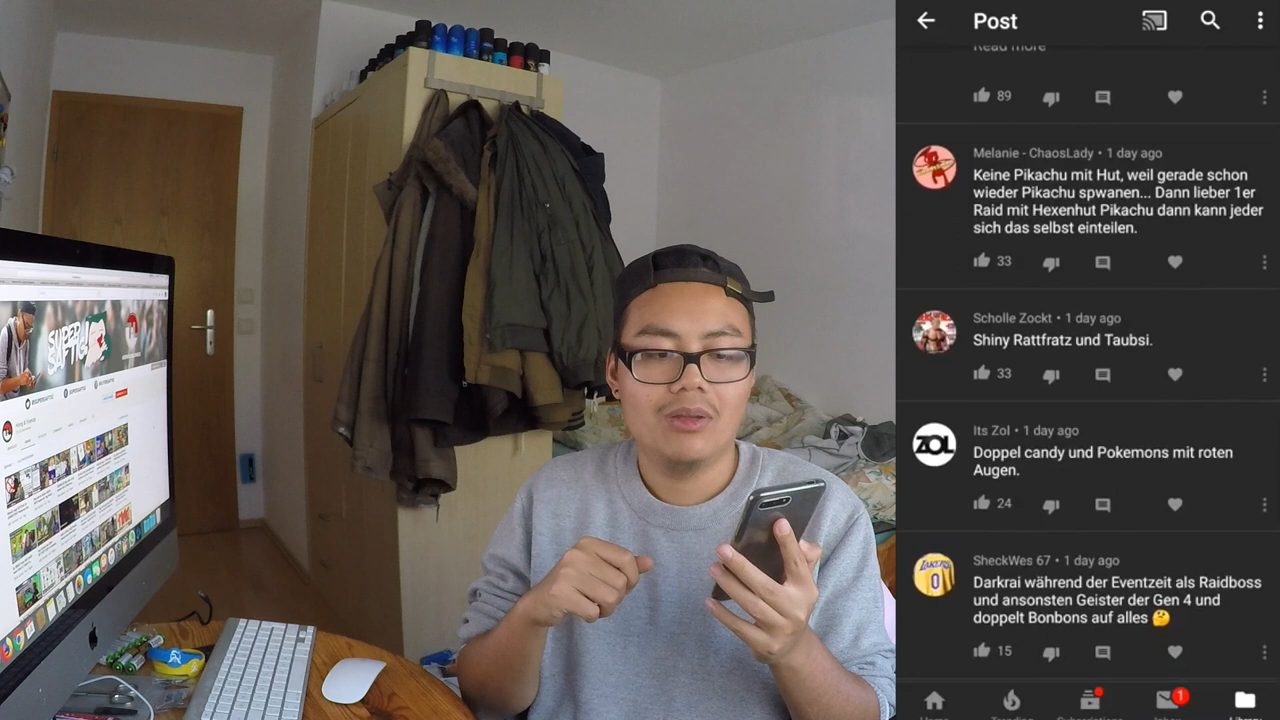 Post
Read more
89
Melanie - ChaosLady • 1 day ago
Keine Pikachu mit Hut, weil gerade schon
wieder Pikachu spwanen... Dann lieber 1er
Raid mit Hexenhut Pikachu dann kann jeder
sich das selbst einteilen.
33
Scholle Zockt • 1 day ago
Shiny Rattfratz und Taubsi.
33
ZOL
Its Zol • 1 day ago
Doppel candy und Pokemons mit roten
Augen.
24
LAKERS
0
SheckWes 67 • 1 day ago
Darkrai während der Eventzeit als Raidboss
und ansonsten Geister der Gen 4 und
doppelt Bonbons auf alles 🤔
15
1
Home
Trending
Subscriptions
SUPER